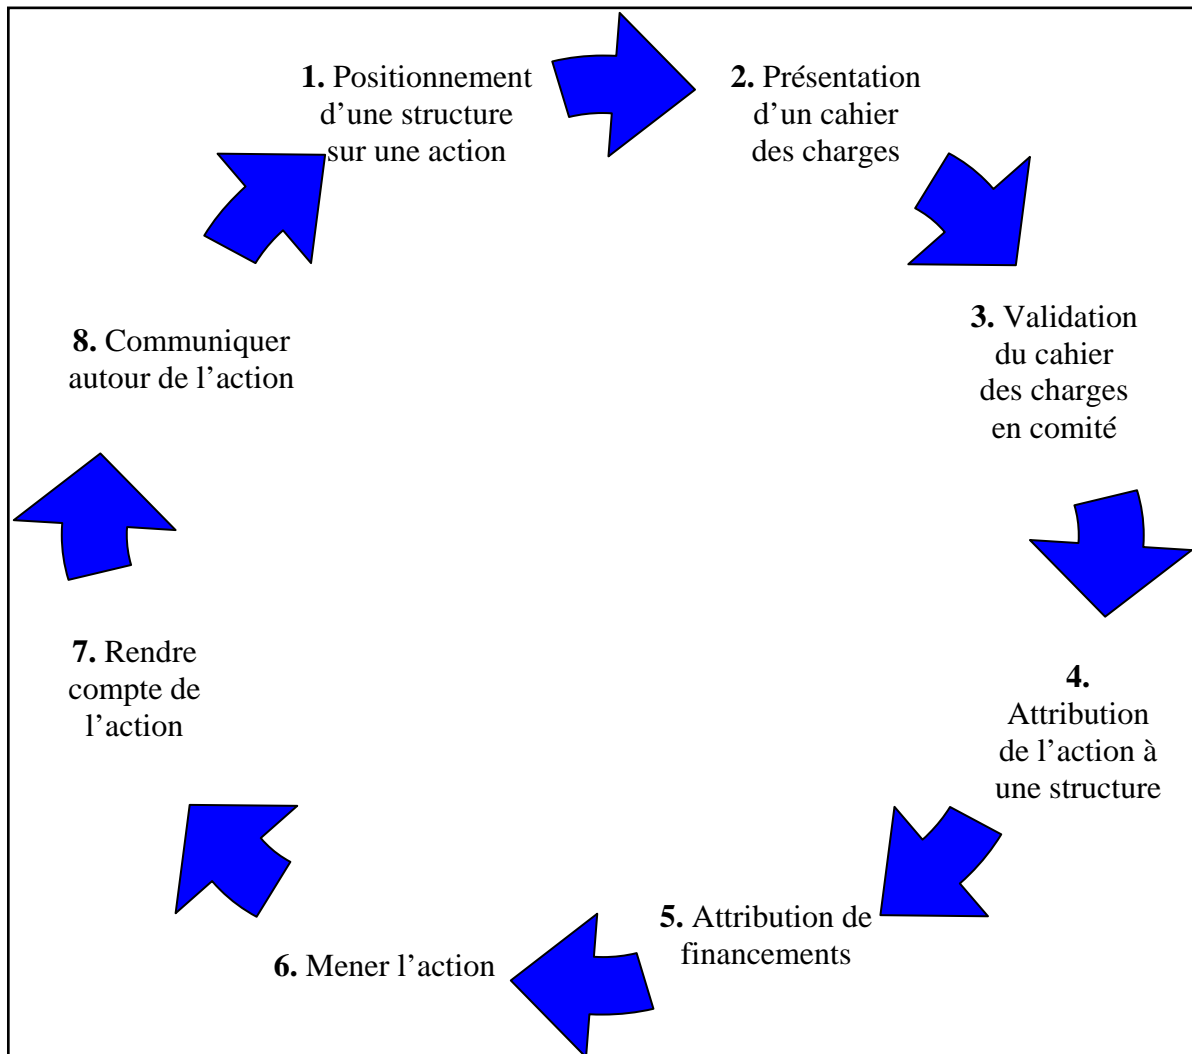 1. Positionnement
d’une structure
sur une action
2. Présentation
d’un cahier
des charges
3. Validation
du cahier
des charges
en comité
4.
Attribution
de l’action à
une structure
5. Attribution de
financements
6. Mener l’action
7. Rendre
compte de
l’action
8. Communiquer
autour de l’action